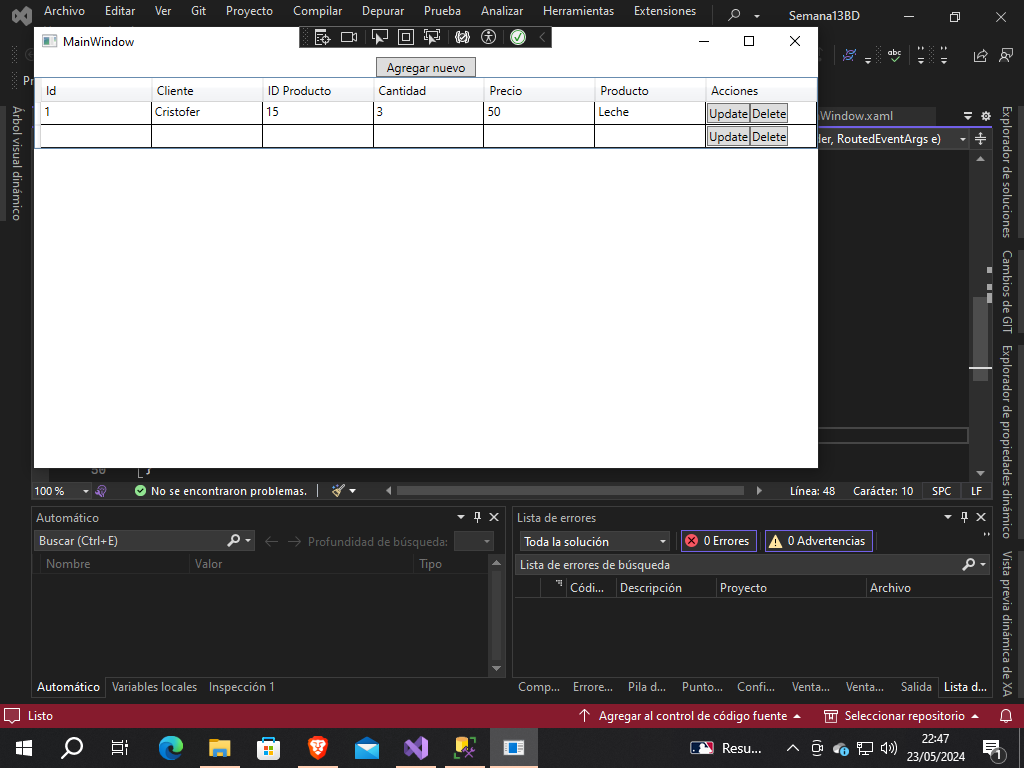 Archivo Editar Ver Git Proyecto Compilar Depurar Prueba Analizar Herramientas Extensiones Semana13BD
MainWindow
Agregar nuevo
Id Cliente ID Producto Cantidad Precio Producto Acciones
1 Cristofer 15 3 50 Leche Update Delete
Update Delete
Árbol visual dinámico
Window.xaml
der, RoutedEventArgs e)
Explorador de soluciones
Cambios de GIT
Explorador de propiedades dinámico
Vista previa dinámica de XA
50
100 % No se encontraron problemas. Línea: 48 Carácter: 10 SPC LF
Automático
Buscar (Ctrl+E) Profundidad de búsqueda:
Nombre Valor Tipo
Automático Variables locales Inspección 1
Lista de errores
Toda la solución 0 Errores 0 Advertencias
Lista de errores de búsqueda
Códi... Descripción Proyecto Archivo
Comp... Errore... Pila d... Punto... Confi... Venta... Venta... Salida Lista d...
Listo Agregar al control de código fuente Seleccionar repositorio
Resu... 22:47
23/05/2024
1